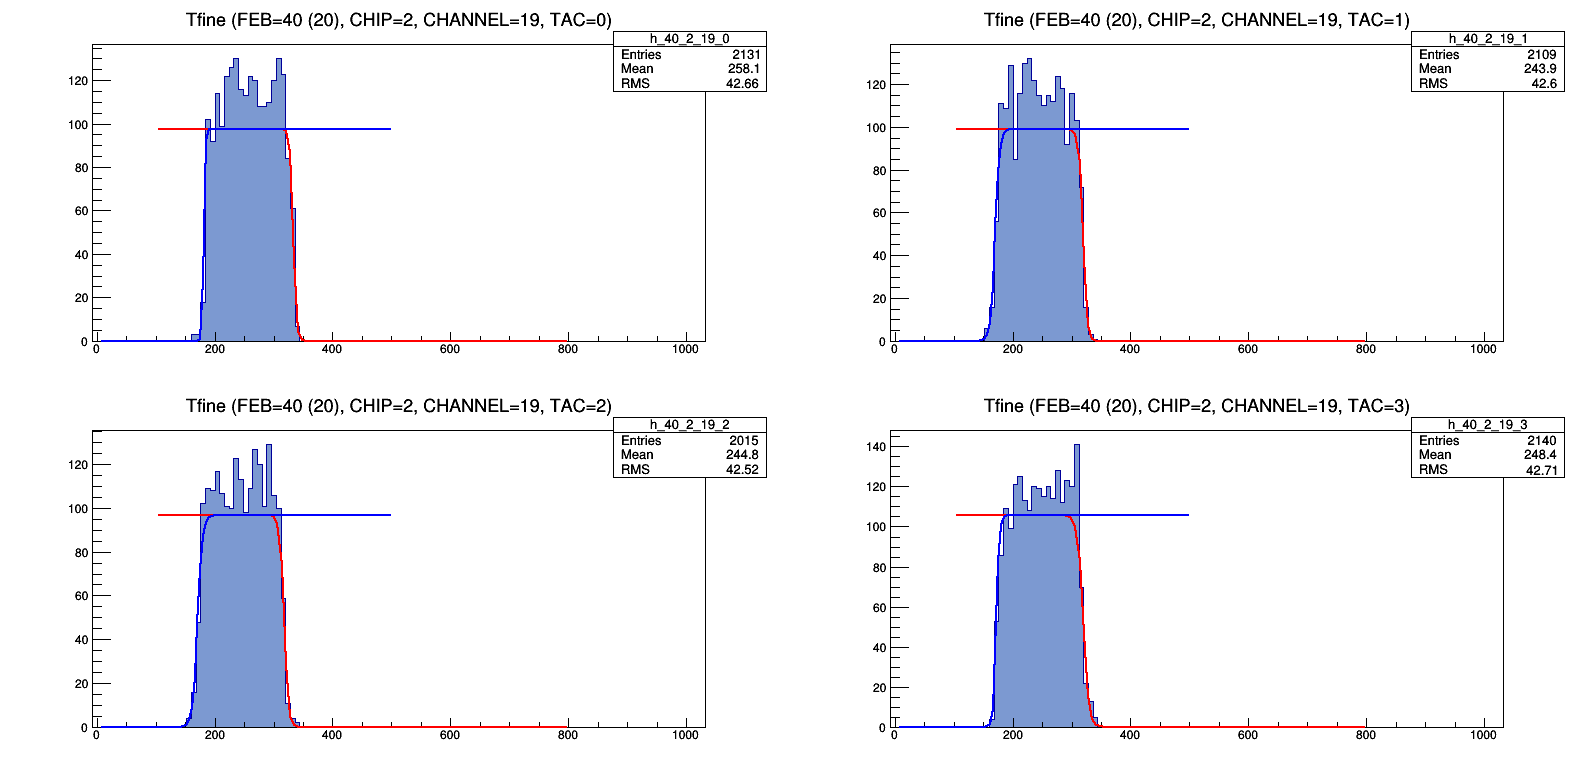 Tfine (FEB=40 (20), CHIP=2, CHANNEL=19, TAC=0)
h_40_2_19_0
Entries 2131
Mean 258.1
RMS 42.66
120
100
80
60
40
20
0
0 200 400 600 800 1000
Tfine (FEB=40 (20), CHIP=2, CHANNEL=19, TAC=1)
h_40_2_19_1
Entries 2109
Mean 243.9
RMS 42.6
120
100
80
60
40
20
0
0 200 400 600 800 1000
Tfine (FEB=40 (20), CHIP=2, CHANNEL=19, TAC=2)
h_40_2_19_2
Entries 2015
Mean 244.8
RMS 42.52
120
100
80
60
40
20
0
0 200 400 600 800 1000
Tfine (FEB=40 (20), CHIP=2, CHANNEL=19, TAC=3)
h_40_2_19_3
Entries 2140
Mean 248.4
RMS 42.71
140
120
100
80
60
40
20
0
0 200 400 600 800 1000